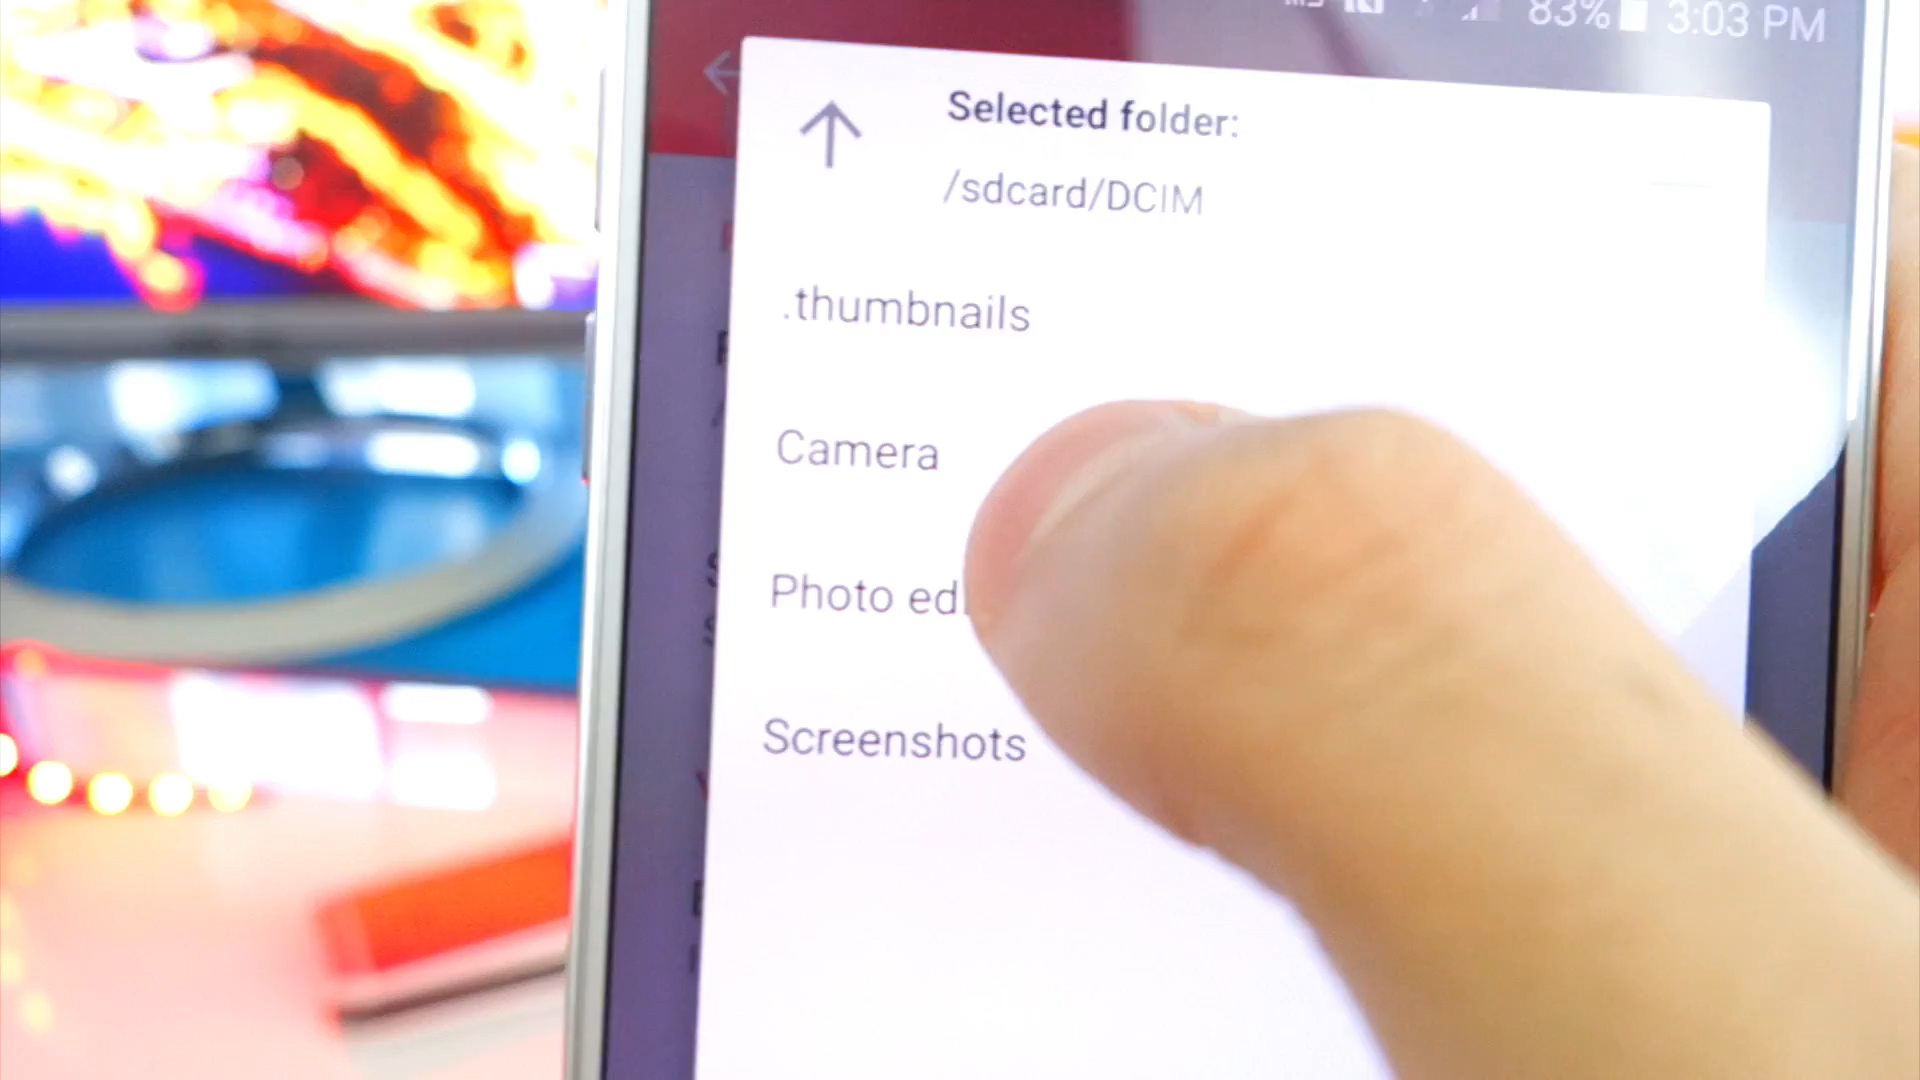 83% 3:03 PM
Selected folder:
/sdcard/DCIM
.thumbnails
Camera
Photo ed
Screenshots